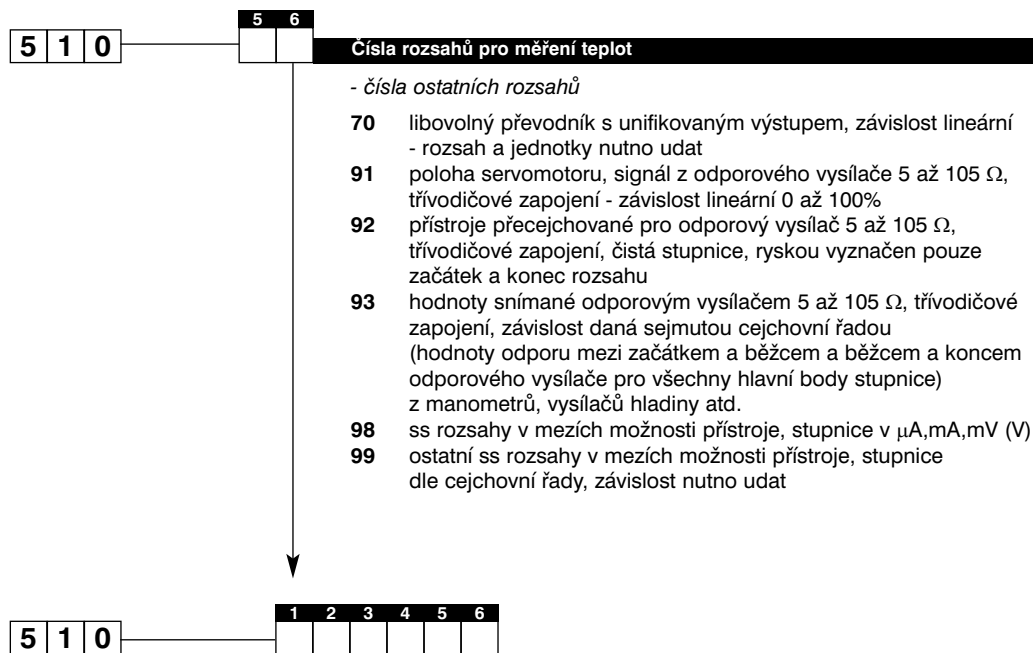 5 6
5 1 0
Čísla rozsahů pro měření teplot
- čísla ostatních rozsahů
70 libovolný převodník s unifikovaným výstupem, závislost lineární
- rozsah a jednotky nutno udat
91 poloha servomotoru, signál z odporového vysílače 5 až 105 Ω,
třívodičové zapojení - závislost lineární 0 až 100%
92 přístroje přecejchované pro odporový vysílač 5 až 105 Ω,
třívodičové zapojení, čistá stupnice, ryskou vyznačen pouze
začátek a konec rozsahu
93 hodnoty snímané odporovým vysílačem 5 až 105 Ω, třívodičové
zapojení, závislost daná sejmutou cejchovní řadou
(hodnoty odporu mezi začátkem a běžcem a běžcem a koncem
odporového vysílače pro všechny hlavní body stupnice)
z manometrů, vysílačů hladiny atd.
98 ss rozsahy v mezích možnosti přístroje, stupnice v µA,mA,mV (V)
99 ostatní ss rozsahy v mezích možnosti přístroje, stupnice
dle cejchovní řady, závislost nutno udat
1 2 3 4 5 6
5 1 0